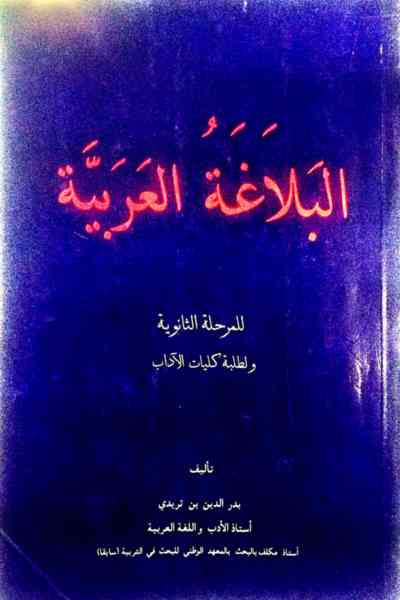 البَلَاغَةُ العَرَبِيَّة
للمرحلة الثانوية
ولطلبة كليات الآداب
تأليف
بدر الدين بن تريدي
أستاذ الأدب واللغة العربية
أستاذ مكلف بالبحث بالمعهد الوطني للبحث في التربية (سابقا)